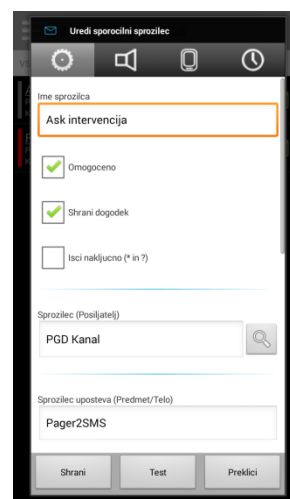 Uredi sporocilni sprozilec
Ime sprozilca
Ask intervencija
Omogoceno
Shrani dogodek
Isci nakljucno (* in ?)
Sprozilec (Posiljatelj)
PGD Kanal
Sprozilec uposteva (Predmet/Telo)
Pager2SMS
Shrani
Test
Preklici